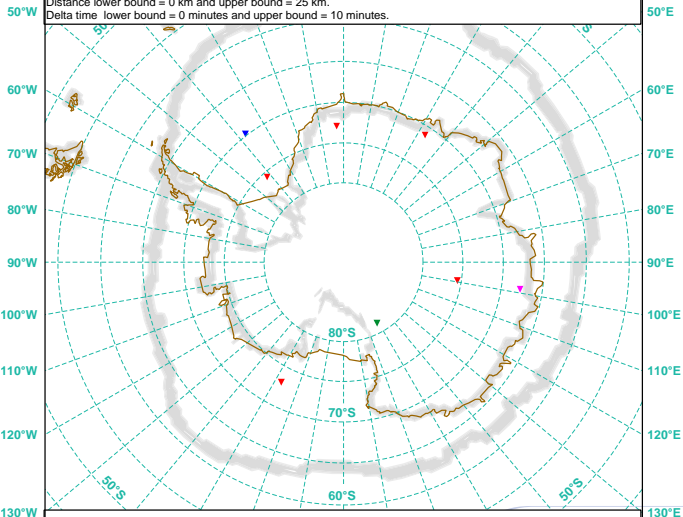 Distance lower bound = 0 km and upper bound = 25 km.
Delta time lower bound = 0 minutes and upper bound = 10 minutes.
50°W 50°E
60°W 60°E
70°W 70°E
80°W 80°E
90°W 90°E
100°W 80°S 100°E
110°W 110°E
70°S
120°W 120°E
50°S 50°S
60°S
130°W 130°E